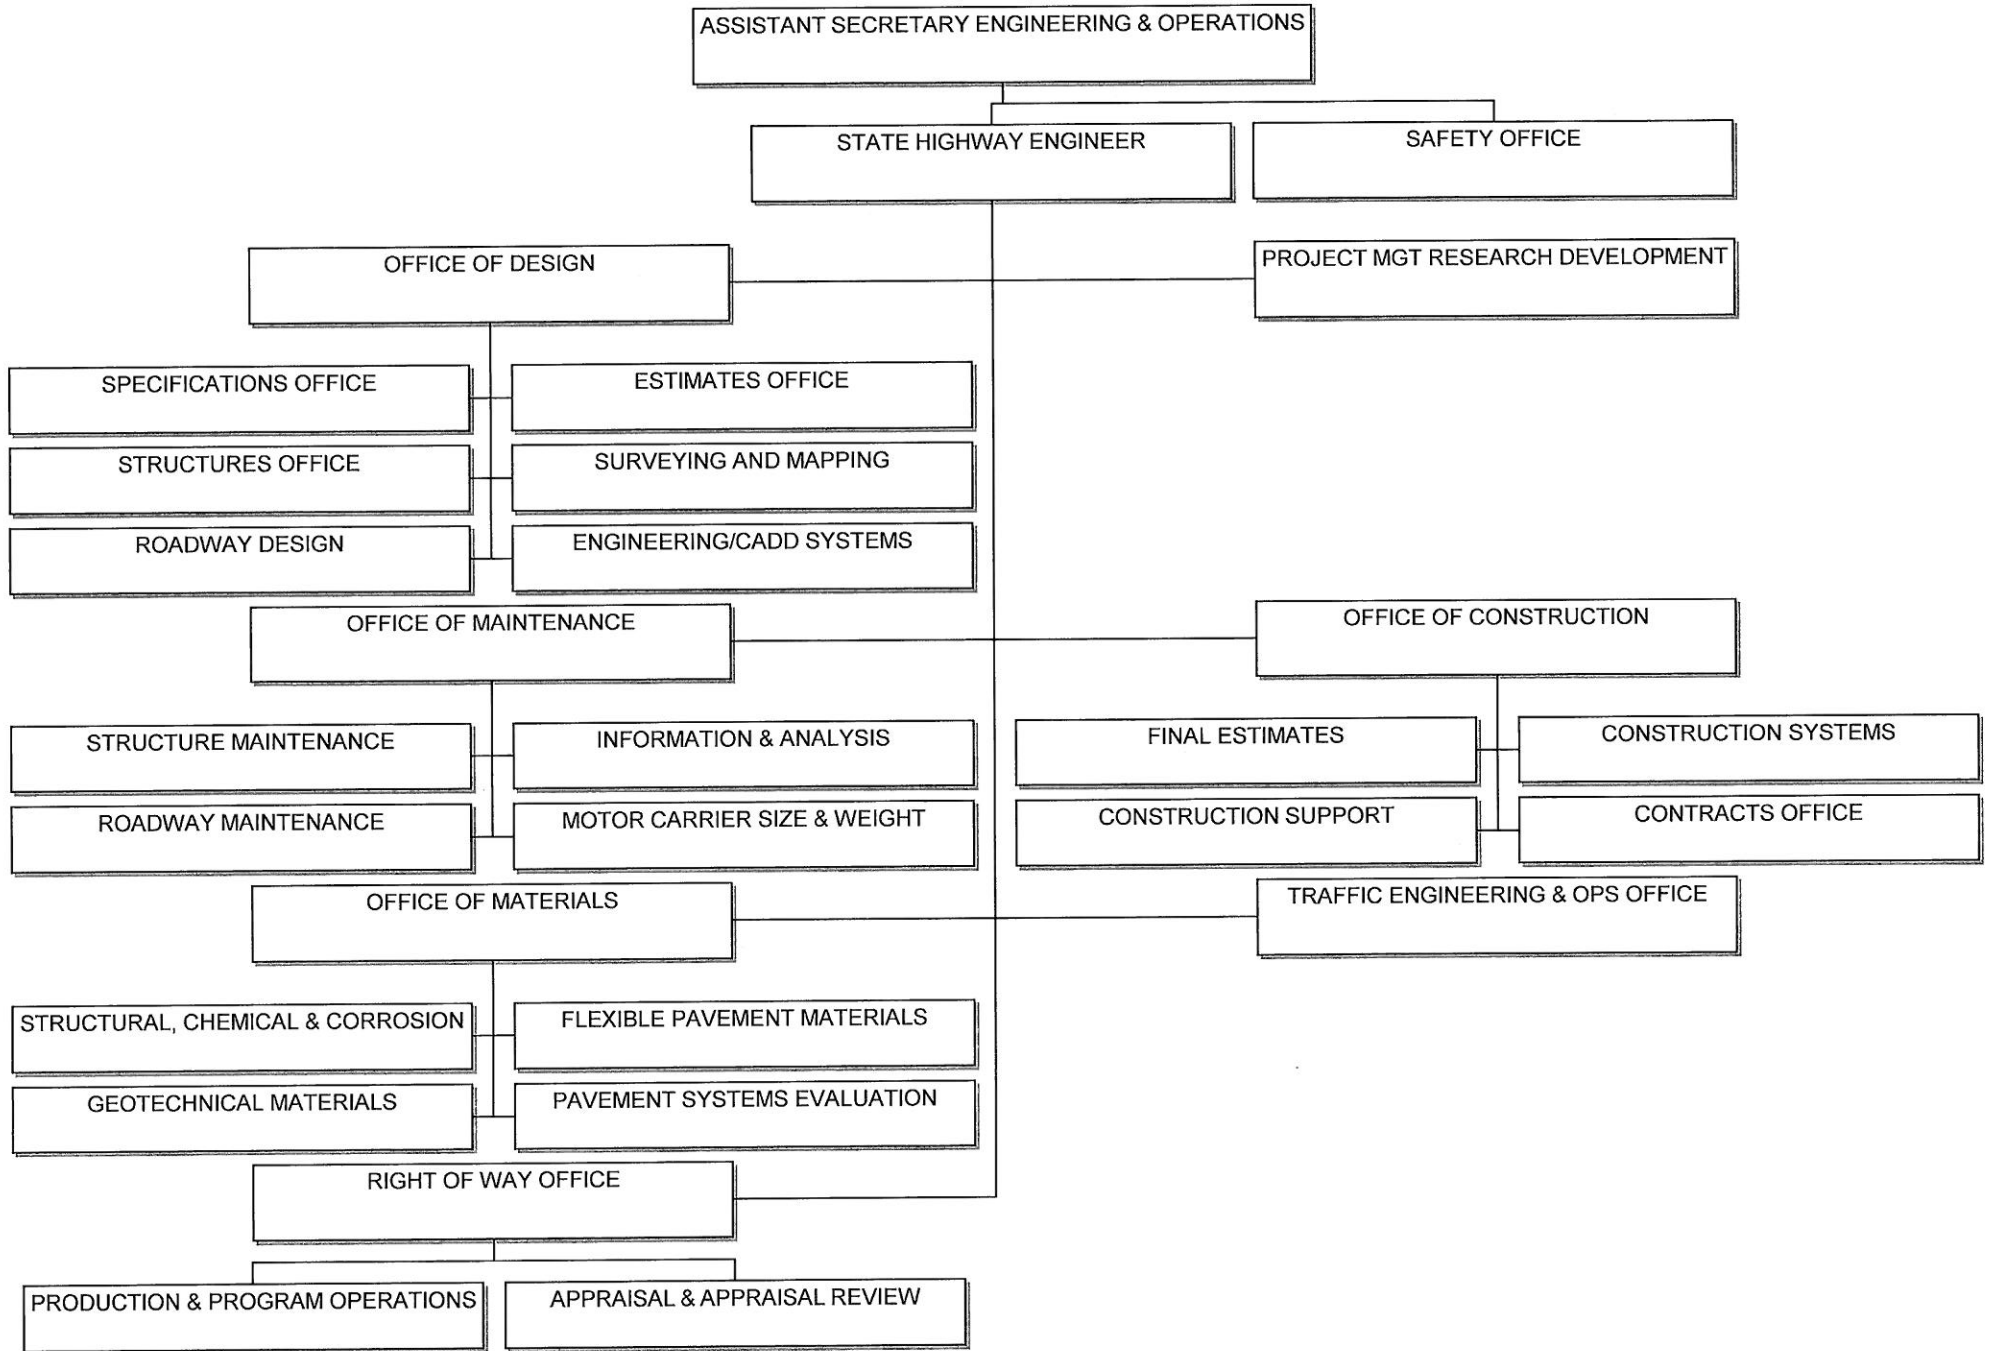 ASSISTANT SECRETARY ENGINEERING & OPERATIONS
STATE HIGHWAY ENGINEER
SAFETY OFFICE
OFFICE OF DESIGN
PROJECT MGT RESEARCH DEVELOPMENT
SPECIFICATIONS OFFICE
ESTIMATES OFFICE
STRUCTURES OFFICE
SURVEYING AND MAPPING
ROADWAY DESIGN
ENGINEERING/CADD SYSTEMS
OFFICE OF MAINTENANCE
OFFICE OF CONSTRUCTION
STRUCTURE MAINTENANCE
INFORMATION & ANALYSIS
FINAL ESTIMATES
CONSTRUCTION SYSTEMS
ROADWAY MAINTENANCE
MOTOR CARRIER SIZE & WEIGHT
CONSTRUCTION SUPPORT
CONTRACTS OFFICE
OFFICE OF MATERIALS
TRAFFIC ENGINEERING & OPS OFFICE
STRUCTURAL, CHEMICAL & CORROSION
FLEXIBLE PAVEMENT MATERIALS
GEOTECHNICAL MATERIALS
PAVEMENT SYSTEMS EVALUATION
RIGHT OF WAY OFFICE
PRODUCTION & PROGRAM OPERATIONS
APPRAISAL & APPRAISAL REVIEW